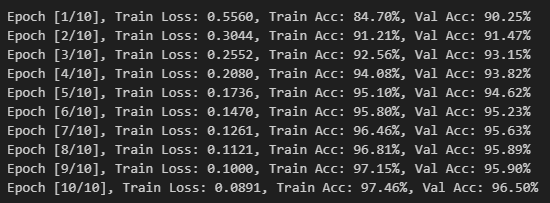 Epoch [1/10], Train Loss: 0.5560, Train Acc: 84.70%, Val Acc: 90.25%
Epoch [2/10], Train Loss: 0.3044, Train Acc: 91.21%, Val Acc: 91.47%
Epoch [3/10], Train Loss: 0.2552, Train Acc: 92.56%, Val Acc: 93.15%
Epoch [4/10], Train Loss: 0.2080, Train Acc: 94.08%, Val Acc: 93.82%
Epoch [5/10], Train Loss: 0.1736, Train Acc: 95.10%, Val Acc: 94.62%
Epoch [6/10], Train Loss: 0.1470, Train Acc: 95.80%, Val Acc: 95.23%
Epoch [7/10], Train Loss: 0.1261, Train Acc: 96.46%, Val Acc: 95.63%
Epoch [8/10], Train Loss: 0.1121, Train Acc: 96.81%, Val Acc: 95.89%
Epoch [9/10], Train Loss: 0.1000, Train Acc: 97.15%, Val Acc: 95.90%
Epoch [10/10], Train Loss: 0.0891, Train Acc: 97.46%, Val Acc: 96.50%